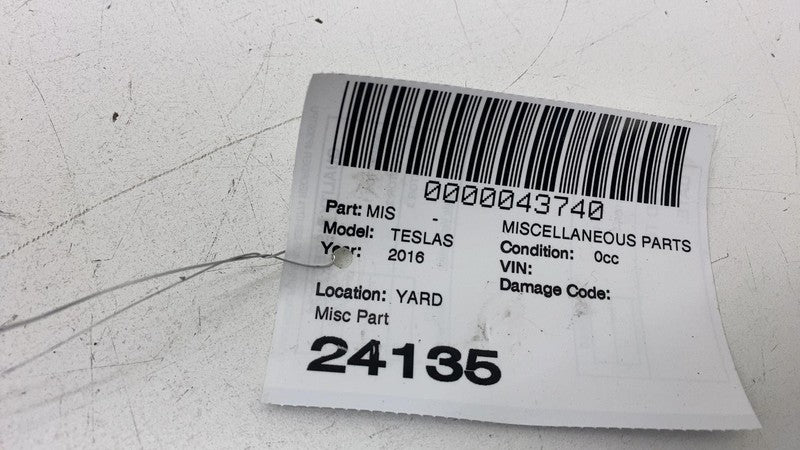 0000043740
Part: MIS - MISCELLANEOUS PARTS
Model: TESLAS Condition: 0cc
Year: 2016 VIN:
Damage Code:
Location: YARD
Misc Part
24135